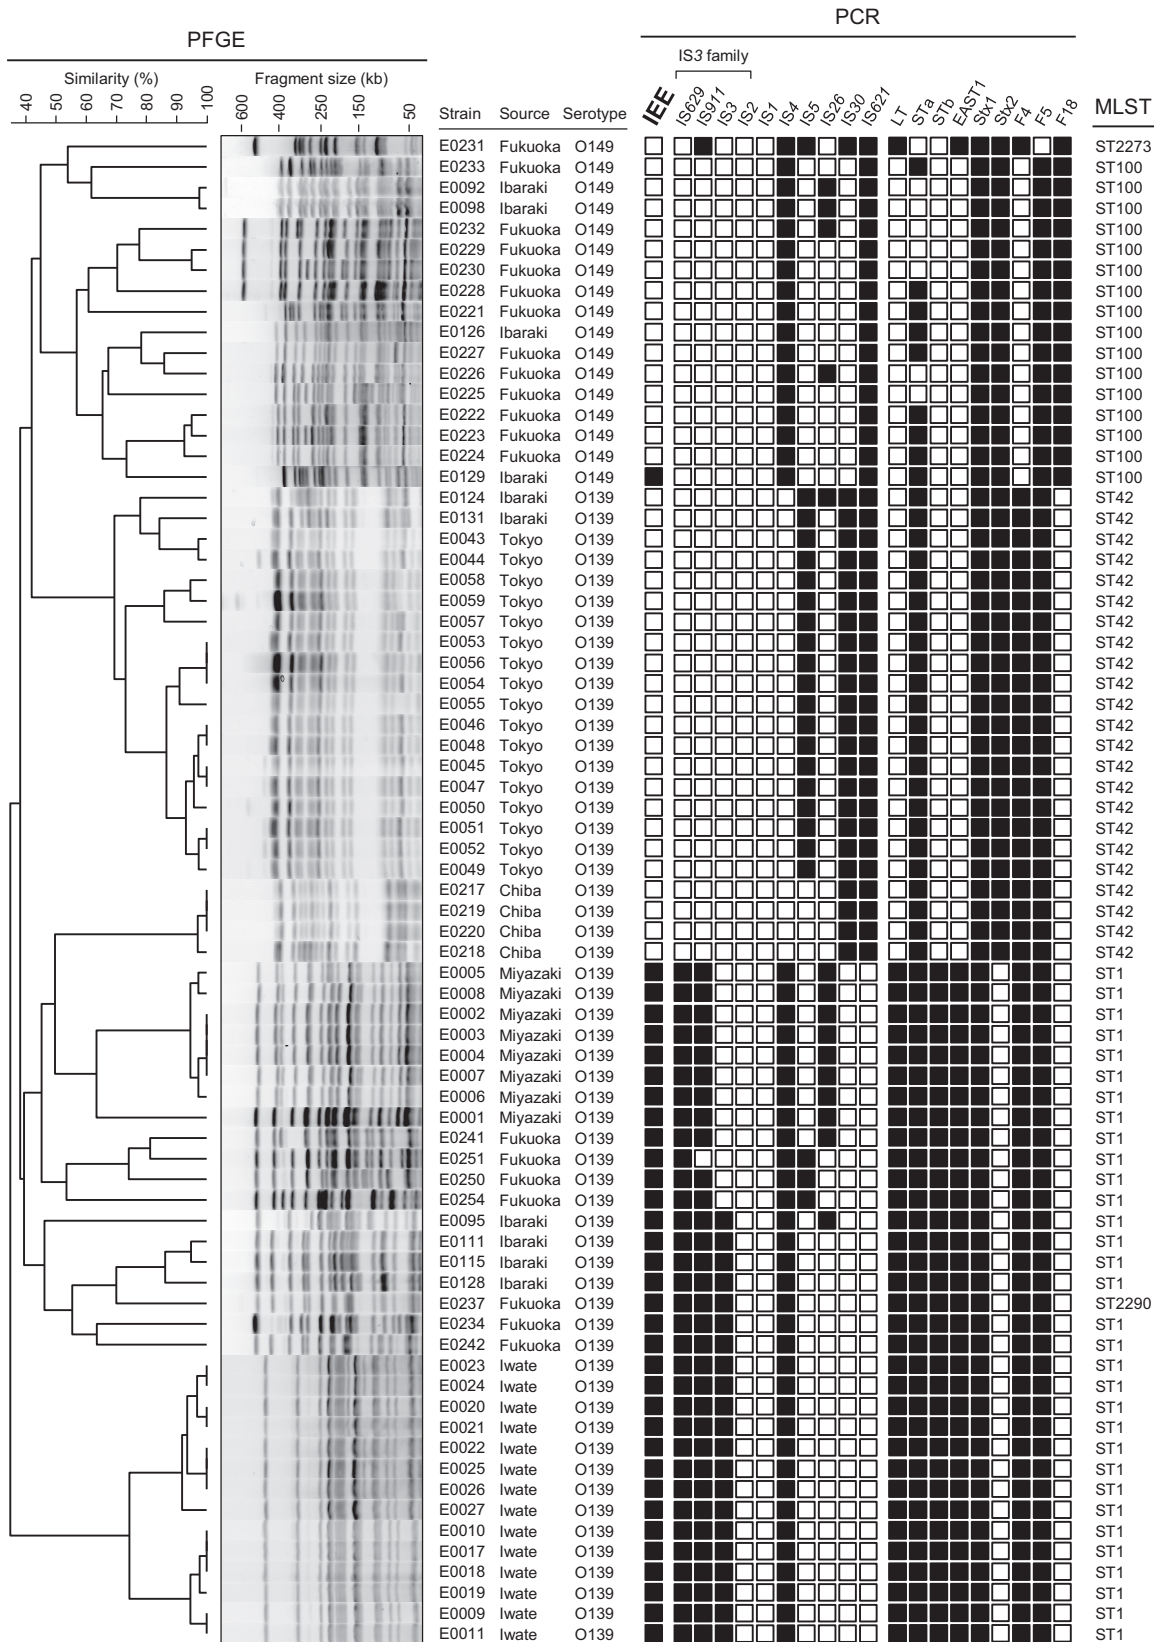 PCR
PFGE
IS3 family
Similarity (%) Fragment size (kb)
40 50 60 70 80 90 100 600 400 250 150 50
Strain Source Serotype IEE IS629 IS911 IS3 IS2 IS1 IS4 IS5 IS26 IS30 IS621 LT STa STb EAST1 Stx1 Stx2 F4 F5 F18 MLST
E0231 Fukuoka O149 ST2273
E0233 Fukuoka O149 ST100
E0092 Ibaraki O149 ST100
E0098 Ibaraki O149 ST100
E0232 Fukuoka O149 ST100
E0229 Fukuoka O149 ST100
E0230 Fukuoka O149 ST100
E0228 Fukuoka O149 ST100
E0221 Fukuoka O149 ST100
E0126 Ibaraki O149 ST100
E0227 Fukuoka O149 ST100
E0226 Fukuoka O149 ST100
E0225 Fukuoka O149 ST100
E0222 Fukuoka O149 ST100
E0223 Fukuoka O149 ST100
E0224 Fukuoka O149 ST100
E0129 Ibaraki O149 ST100
E0124 Ibaraki O139 ST42
E0131 Ibaraki O139 ST42
E0043 Tokyo O139 ST42
E0044 Tokyo O139 ST42
E0058 Tokyo O139 ST42
E0059 Tokyo O139 ST42
E0057 Tokyo O139 ST42
E0053 Tokyo O139 ST42
E0056 Tokyo O139 ST42
E0054 Tokyo O139 ST42
E0055 Tokyo O139 ST42
E0046 Tokyo O139 ST42
E0048 Tokyo O139 ST42
E0045 Tokyo O139 ST42
E0047 Tokyo O139 ST42
E0050 Tokyo O139 ST42
E0051 Tokyo O139 ST42
E0052 Tokyo O139 ST42
E0049 Tokyo O139 ST42
E0217 Chiba O139 ST42
E0219 Chiba O139 ST42
E0220 Chiba O139 ST42
E0218 Chiba O139 ST42
E0005 Miyazaki O139 ST1
E0008 Miyazaki O139 ST1
E0002 Miyazaki O139 ST1
E0003 Miyazaki O139 ST1
E0004 Miyazaki O139 ST1
E0007 Miyazaki O139 ST1
E0006 Miyazaki O139 ST1
E0001 Miyazaki O139 ST1
E0241 Fukuoka O139 ST1
E0251 Fukuoka O139 ST1
E0250 Fukuoka O139 ST1
E0254 Fukuoka O139 ST1
E0095 Ibaraki O139 ST1
E0111 Ibaraki O139 ST1
E0115 Ibaraki O139 ST1
E0128 Ibaraki O139 ST1
E0237 Fukuoka O139 ST2290
E0234 Fukuoka O139 ST1
E0242 Fukuoka O139 ST1
E0023 Iwate O139 ST1
E0024 Iwate O139 ST1
E0020 Iwate O139 ST1
E0021 Iwate O139 ST1
E0022 Iwate O139 ST1
E0025 Iwate O139 ST1
E0026 Iwate O139 ST1
E0027 Iwate O139 ST1
E0010 Iwate O139 ST1
E0017 Iwate O139 ST1
E0018 Iwate O139 ST1
E0019 Iwate O139 ST1
E0009 Iwate O139 ST1
E0011 Iwate O139 ST1